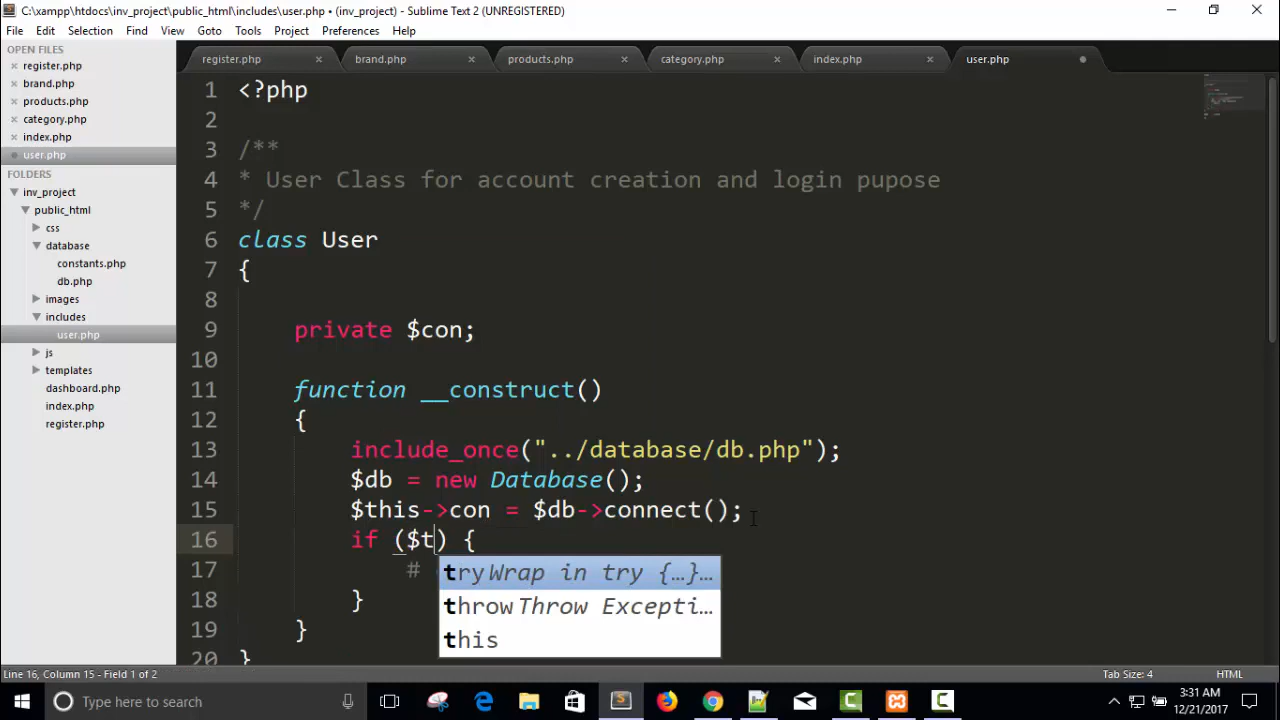 C:\xampp\htdocs\inv_project\public_html\includes\user.php • (inv_project) - Sublime Text 2 (UNREGISTERED)
File Edit Selection Find View Goto Tools Project Preferences Help
OPEN FILES
register.php
brand.php
products.php
category.php
index.php
user.php
FOLDERS
inv_project
public_html
css
database
constants.php
db.php
images
includes
user.php
js
templates
dashboard.php
index.php
register.php
register.php brand.php products.php category.php index.php user.php
1 <?php
2
3 /**
4 * User Class for account creation and login pupose
5 */
6 class User
7 {
8
9 private $con;
10
11 function __construct()
12 {
13 include_once("../database/db.php");
14 $db = new Database();
15 $this->con = $db->connect();
16 if ($t) {
17 #
18 }
19 }
20 }
try Wrap in try {…}…
throw Throw Excepti…
this
Line 16, Column 15 - Field 1 of 2 Tab Size: 4 HTML
Type here to search
3:31 AM
12/21/2017